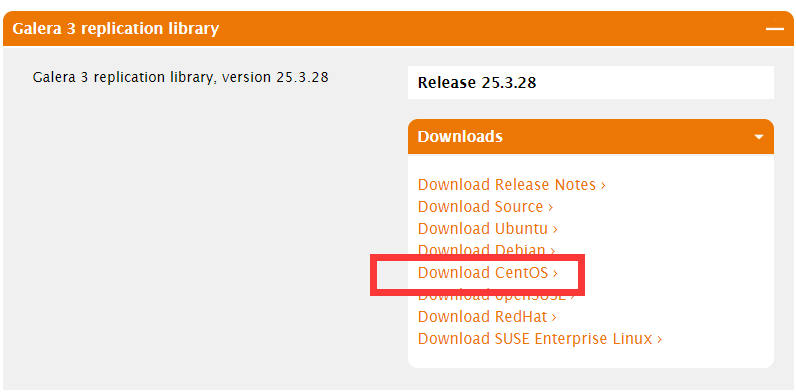 Galera 3 replication library
Galera 3 replication library, version 25.3.28
Release 25.3.28
Downloads
Download Release Notes ›
Download Source ›
Download Ubuntu ›
Download Debian ›
Download CentOS ›
Download openSUSE ›
Download RedHat ›
Download SUSE Enterprise Linux ›